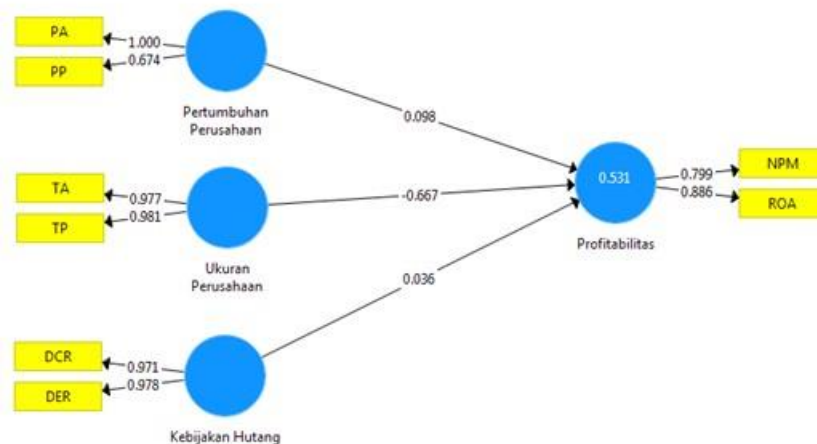 PA
1.000
PP
0.674
Pertumbuhan
Perusahaan
0.098
TA
0.977
TP
0.981
Ukuran
Perusahaan
-0.667
0.531
Profitabilitas
0.799
NPM
0.886
ROA
0.036
DCR
0.971
DER
0.978
Kebijakan Hutang